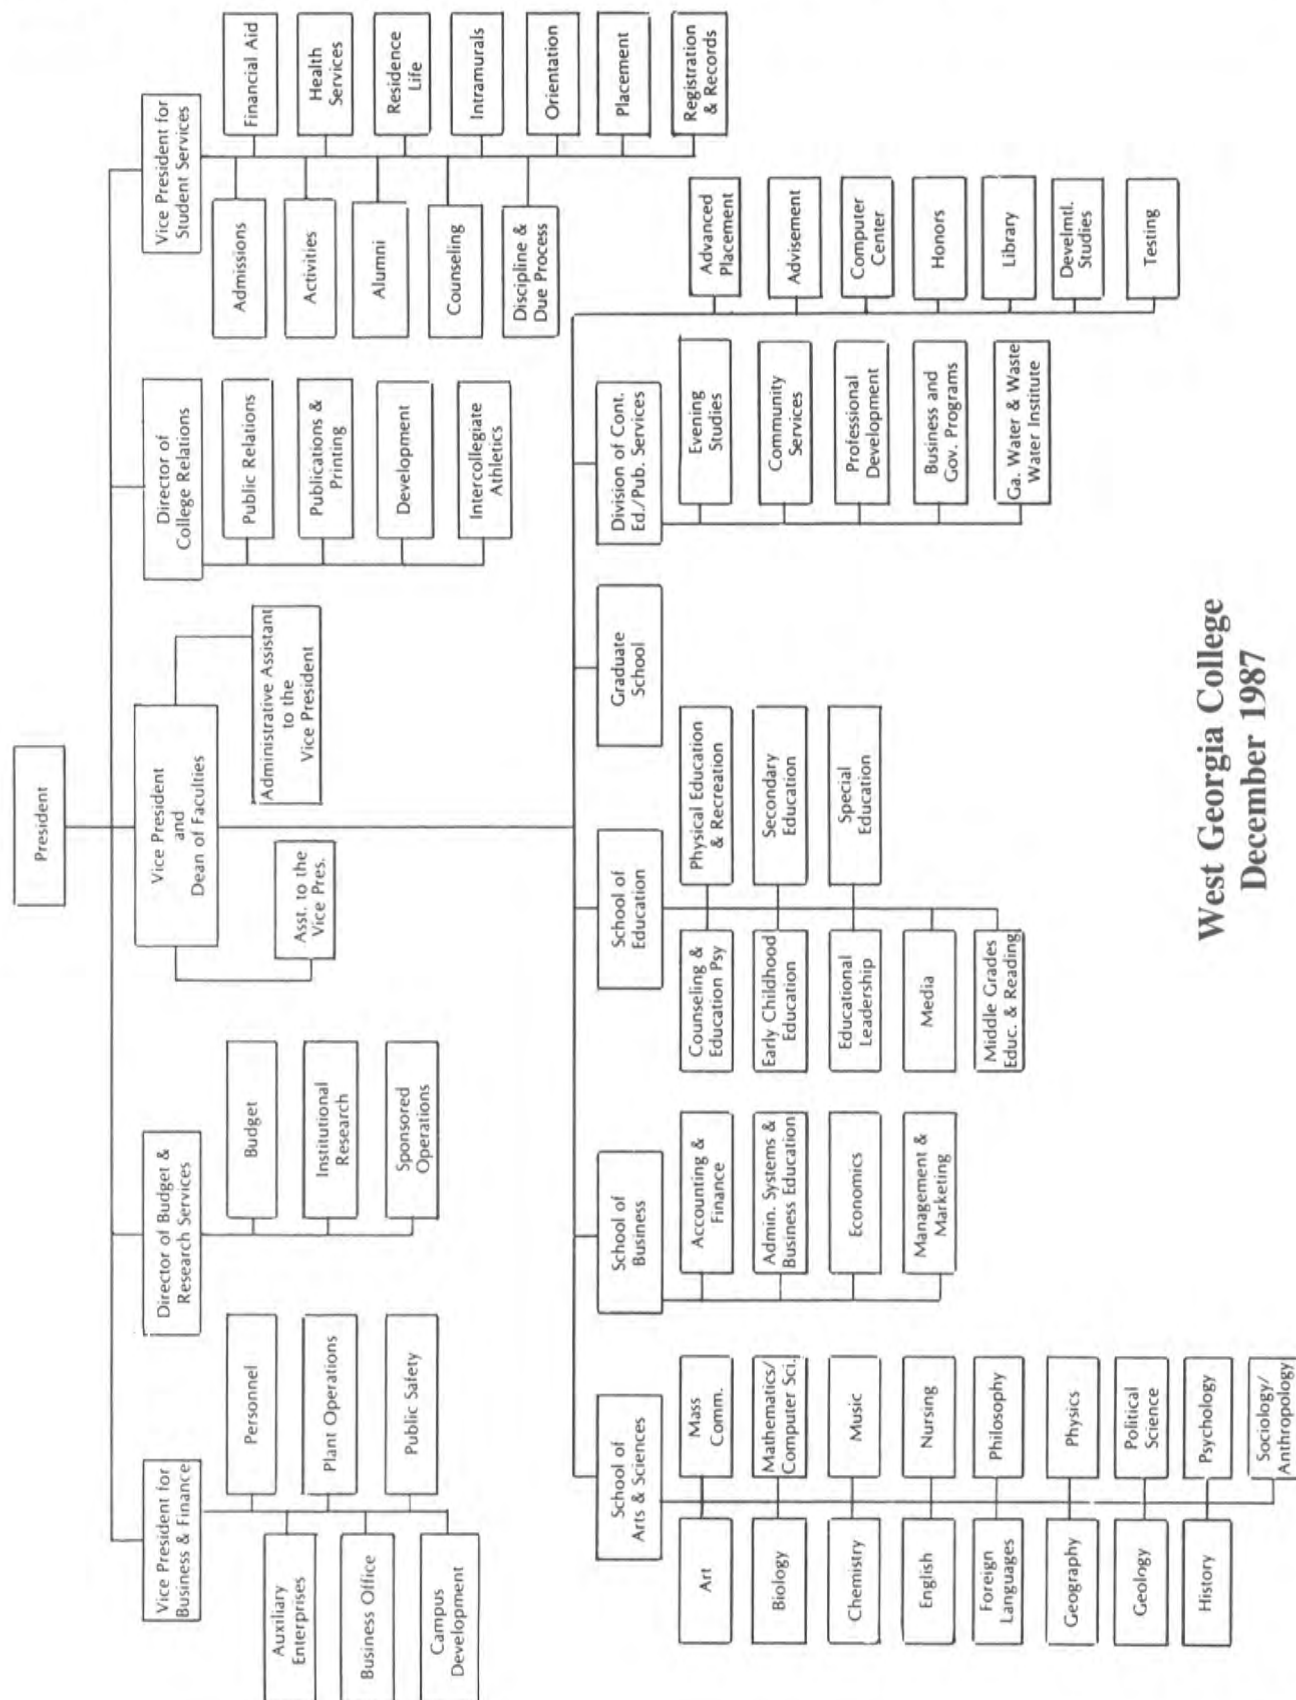 President
Vice President for
Business & Finance
Director of Budget &
Research Services
Vice President
and
Dean of Faculties
Director of
College Relations
Vice President for
Student Services
Auxiliary
Enterprises
Business Office
Campus
Development
Personnel
Plant Operations
Public Safety
Budget
Institutional
Research
Sponsored
Operations
Asst. to the
Vice Pres.
Administrative Assistant
to the
Vice President
Public Relations
Publications &
Printing
Development
Intercollegiate
Athletics
Admissions
Activities
Alumni
Counseling
Discipline &
Due Process
Financial Aid
Health
Services
Residence
Life
Intramurals
Orientation
Placement
Registration
& Records
School of
Arts & Sciences
School of
Business
School of
Education
Graduate
School
Division of Cont.
Ed./Pub. Services
Art
Biology
Chemistry
English
Foreign
Languages
Geography
Geology
History
Mass
Comm.
Mathematics/
Computer Sci.
Music
Nursing
Philosophy
Physics
Political
Science
Psychology
Sociology/
Anthropology
Accounting &
Finance
Admin. Systems &
Business Education
Economics
Management &
Marketing
Counseling &
Education Psy
Early Childhood
Education
Educational
Leadership
Media
Middle Grades
Educ. & Reading
Physical Education
& Recreation
Secondary
Education
Special
Education
Evening
Studies
Community
Services
Professional
Development
Business and
Gov. Programs
Ga. Water & Waste
Water Institute
Advanced
Placement
Advisement
Computer
Center
Honors
Library
Develmtl.
Studies
Testing
West Georgia College
December 1987